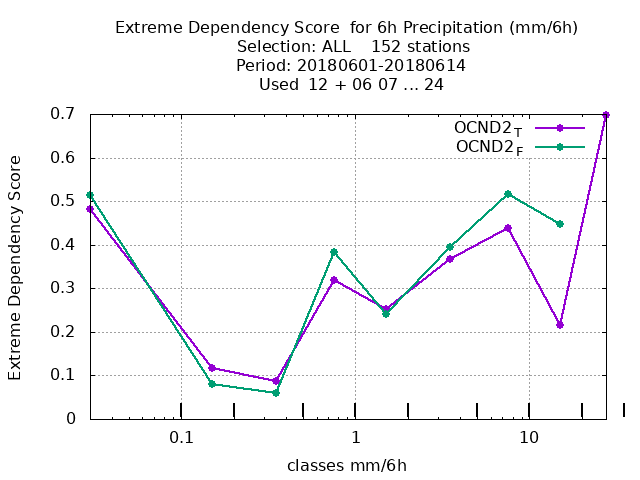 Extreme Dependency Score  for 6h Precipitation (mm/6h)
Selection: ALL    152 stations
Period: 20180601-20180614
Used  12 + 06 07 ... 24
OCND2T
OCND2F
Extreme Dependency Score
0.7
0.6
0.5
0.4
0.3
0.2
0.1
0
0.1
1
10
classes mm/6h